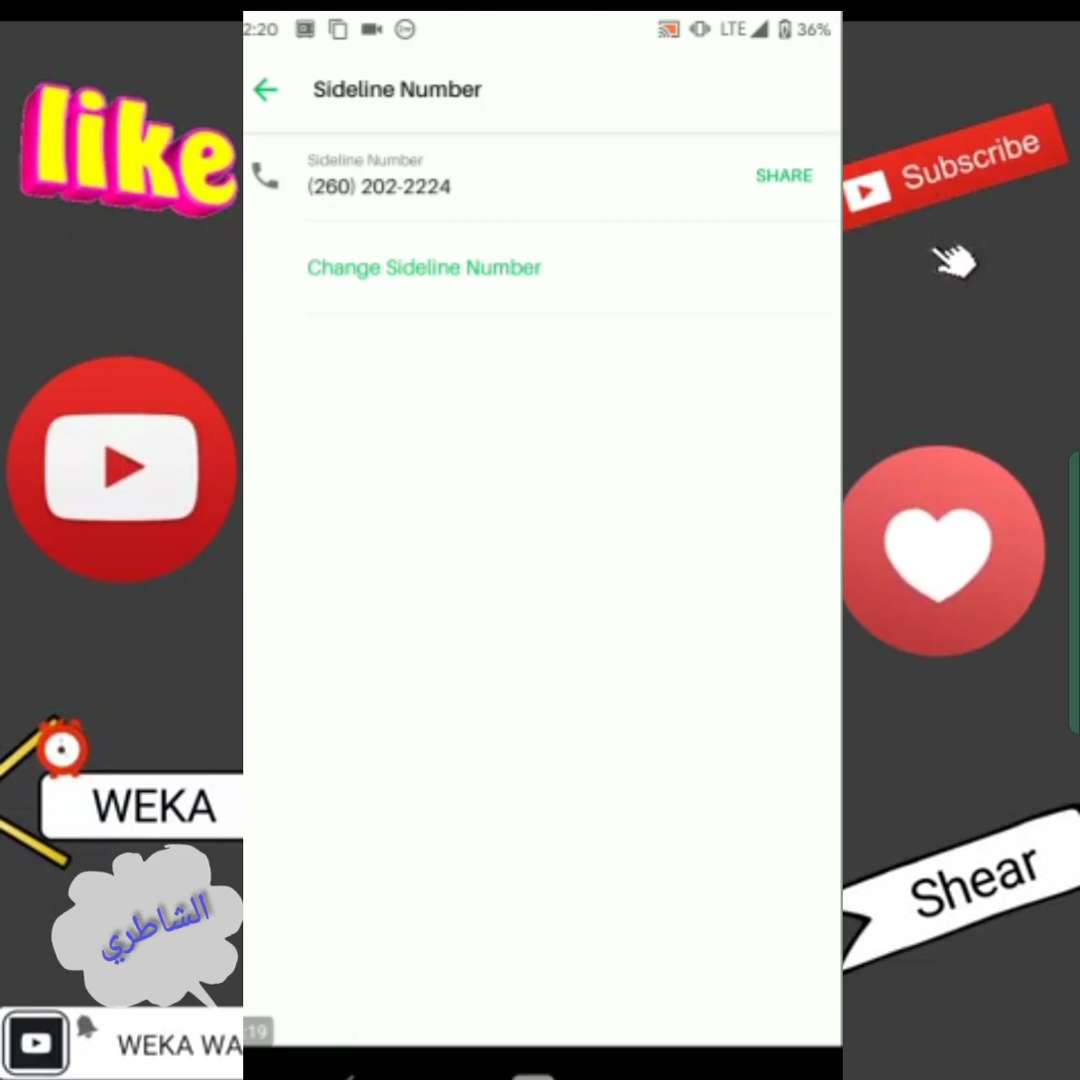 2:20
LTE
36%
like
Sideline Number
Subscribe
Sideline Number
(260) 202-2224
SHARE
Change Sideline Number
WEKA
الشاطري
Shear
:19
WEKA WA